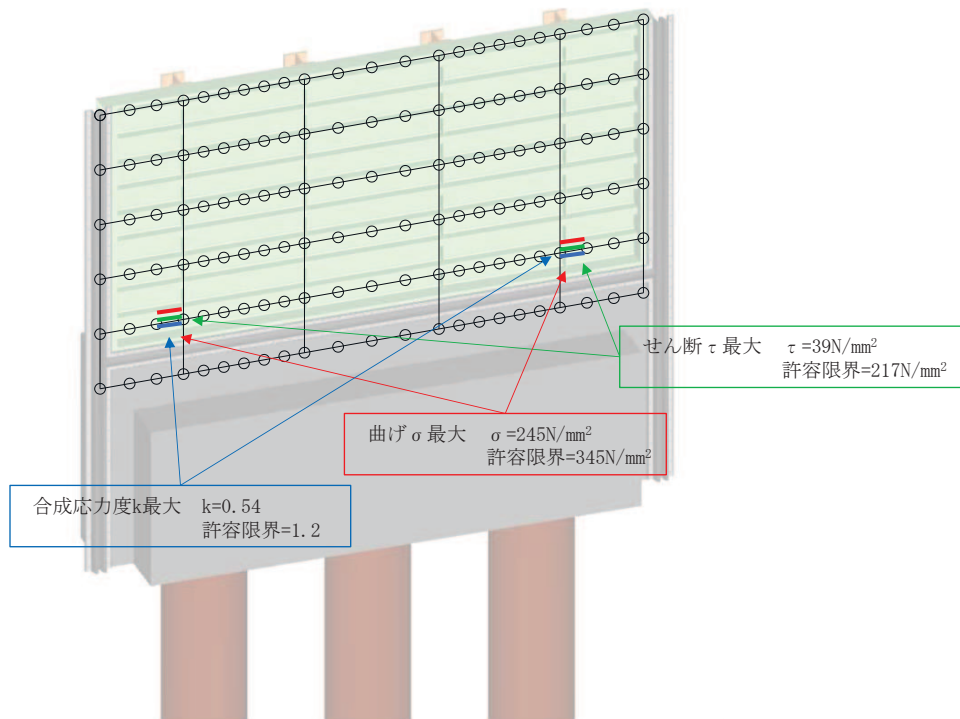 せん断τ最大　τ=39N/mm²
許容限界=217N/mm²
曲げσ最大　σ=245N/mm²
許容限界=345N/mm²
合成応力度k最大　k=0.54
許容限界=1.2